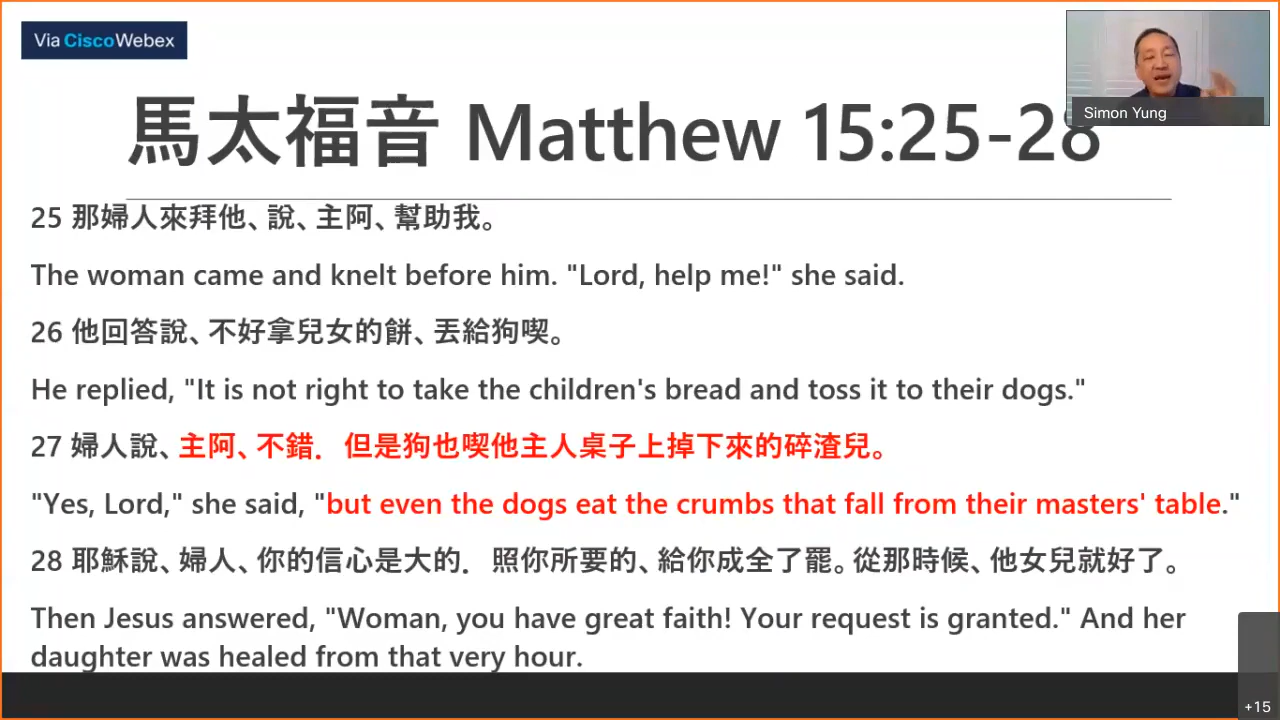 Via CiscoWebex
Simon Yung
馬太福音 Matthew 15:25-28
25 那婦人來拜他、說、主阿、幫助我。
The woman came and knelt before him. "Lord, help me!" she said.
26 他回答說、不好拿兒女的餅、丟給狗喫。
He replied, "It is not right to take the children's bread and toss it to their dogs."
27 婦人說、主阿、不錯．但是狗也喫他主人桌子上掉下來的碎渣兒。
"Yes, Lord," she said, "but even the dogs eat the crumbs that fall from their masters' table."
28 耶穌說、婦人、你的信心是大的．照你所要的、給你成全了罷。從那時候、他女兒就好了。
Then Jesus answered, "Woman, you have great faith! Your request is granted." And her
daughter was healed from that very hour.
+15